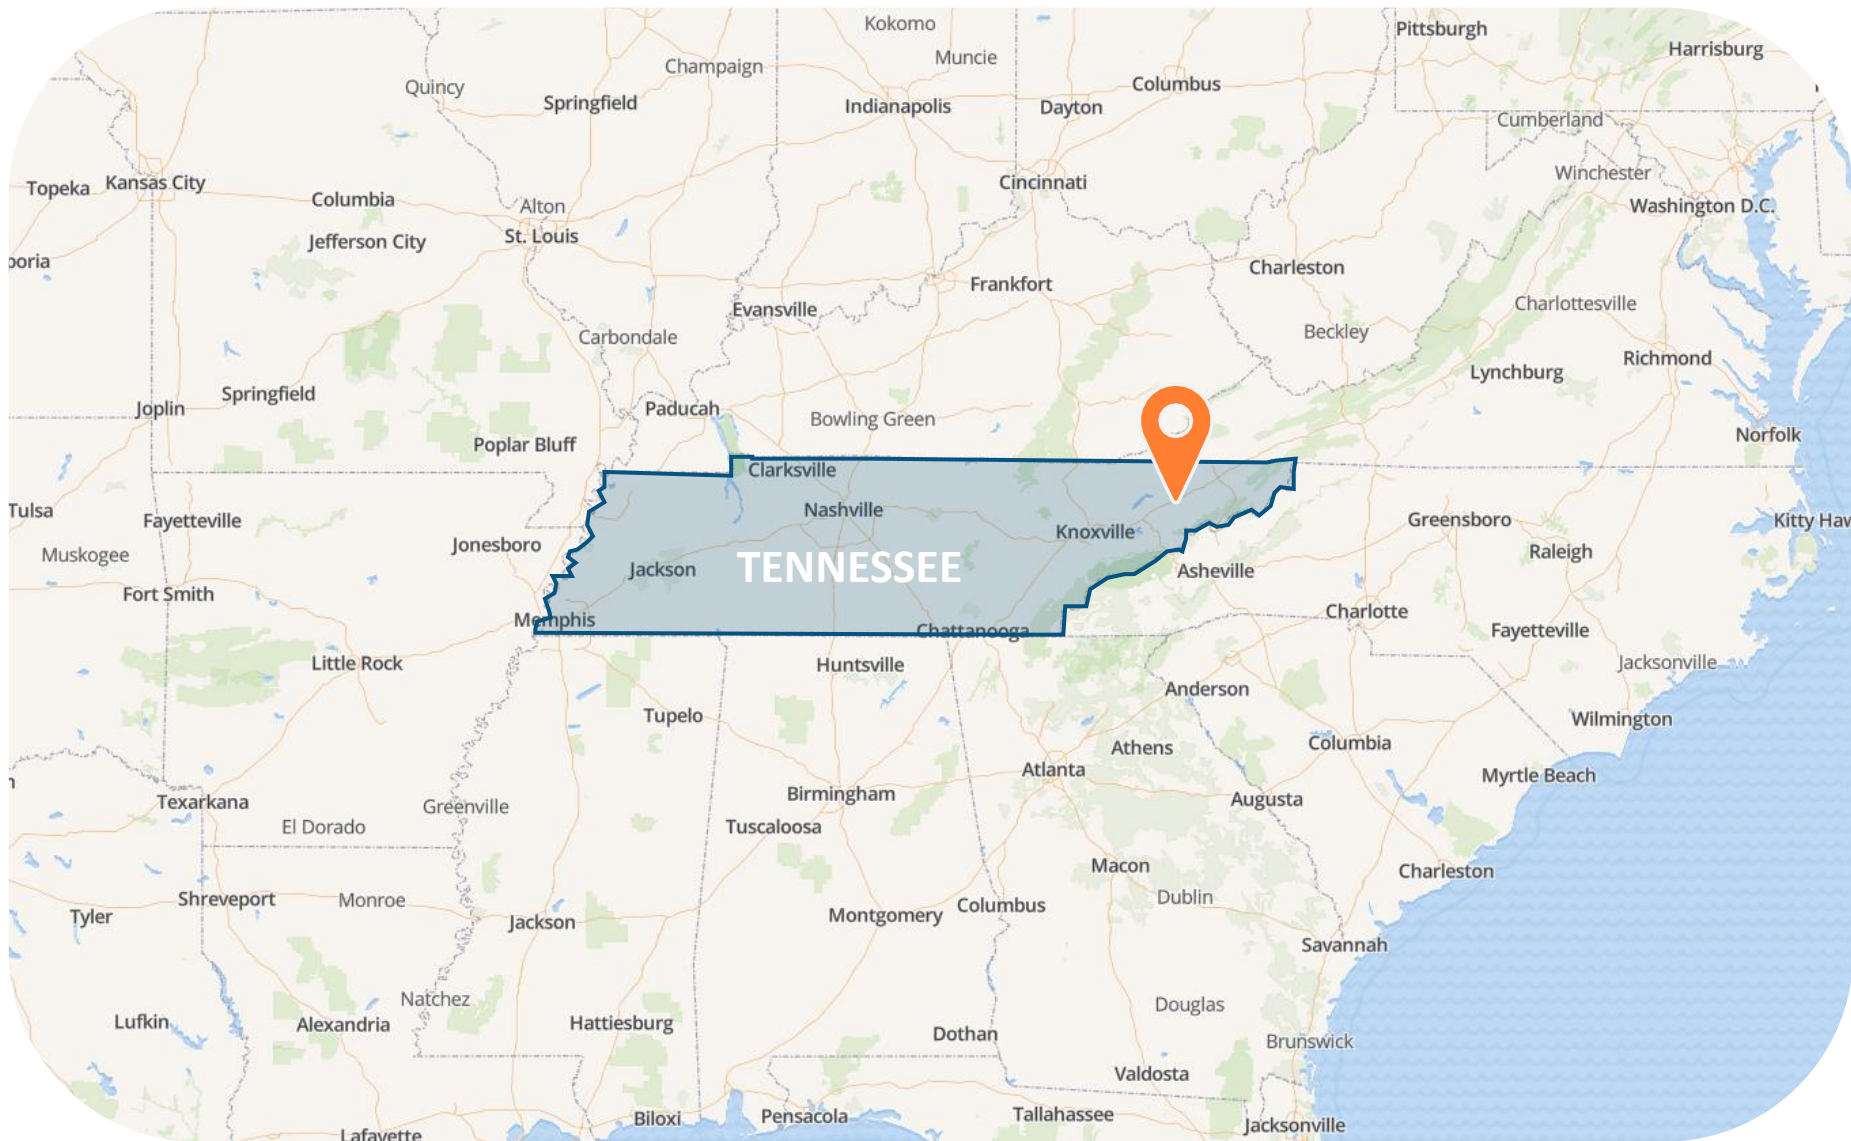 Kokomo
Pittsburgh
Harrisburg
Muncie
Champaign
Columbus
Quincy
Springfield
Indianapolis
Dayton
Cumberland
Winchester
Topeka
Kansas City
Cincinnati
Columbia
Alton
Washington D.C.
St. Louis
Jefferson City
Charleston
Frankfort
Evansville
Charlottesville
Carbondale
Beckley
Richmond
Lynchburg
Springfield
Joplin
Paducah
Bowling Green
Norfolk
Poplar Bluff
Clarksville
Tulsa
Nashville
Fayetteville
Greensboro
Kitty Haw
Knoxville
Jonesboro
Raleigh
Muskogee
TENNESSEE
Jackson
Asheville
Fort Smith
Charlotte
Memphis
Chattanooga
Fayetteville
Little Rock
Huntsville
Jacksonville
Anderson
Tupelo
Wilmington
Columbia
Athens
Atlanta
Myrtle Beach
Birmingham
Augusta
Texarkana
Greenville
El Dorado
Tuscaloosa
Macon
Charleston
Dublin
Shreveport
Monroe
Columbus
Tyler
Jackson
Montgomery
Savannah
Natchez
Douglas
Lufkin
Alexandria
Hattiesburg
Dothan
Brunswick
Valdosta
Biloxi
Pensacola
Tallahassee
Jacksonville
Lafayette